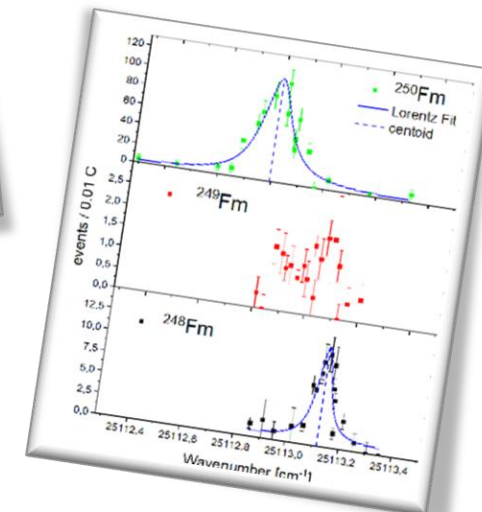 120
100
80
60
40
20
0
250Fm
Lorentz Fit
centoid
2,5
2,0
1,5
1,0
0,5
0,0
249Fm
events / 0.01 C
12,5
10,0
7,5
5,0
2,5
0,0
248Fm
25112,4 25112,6 25112,8 25113,0 25113,2 25113,4
Wavenumber [cm-1]